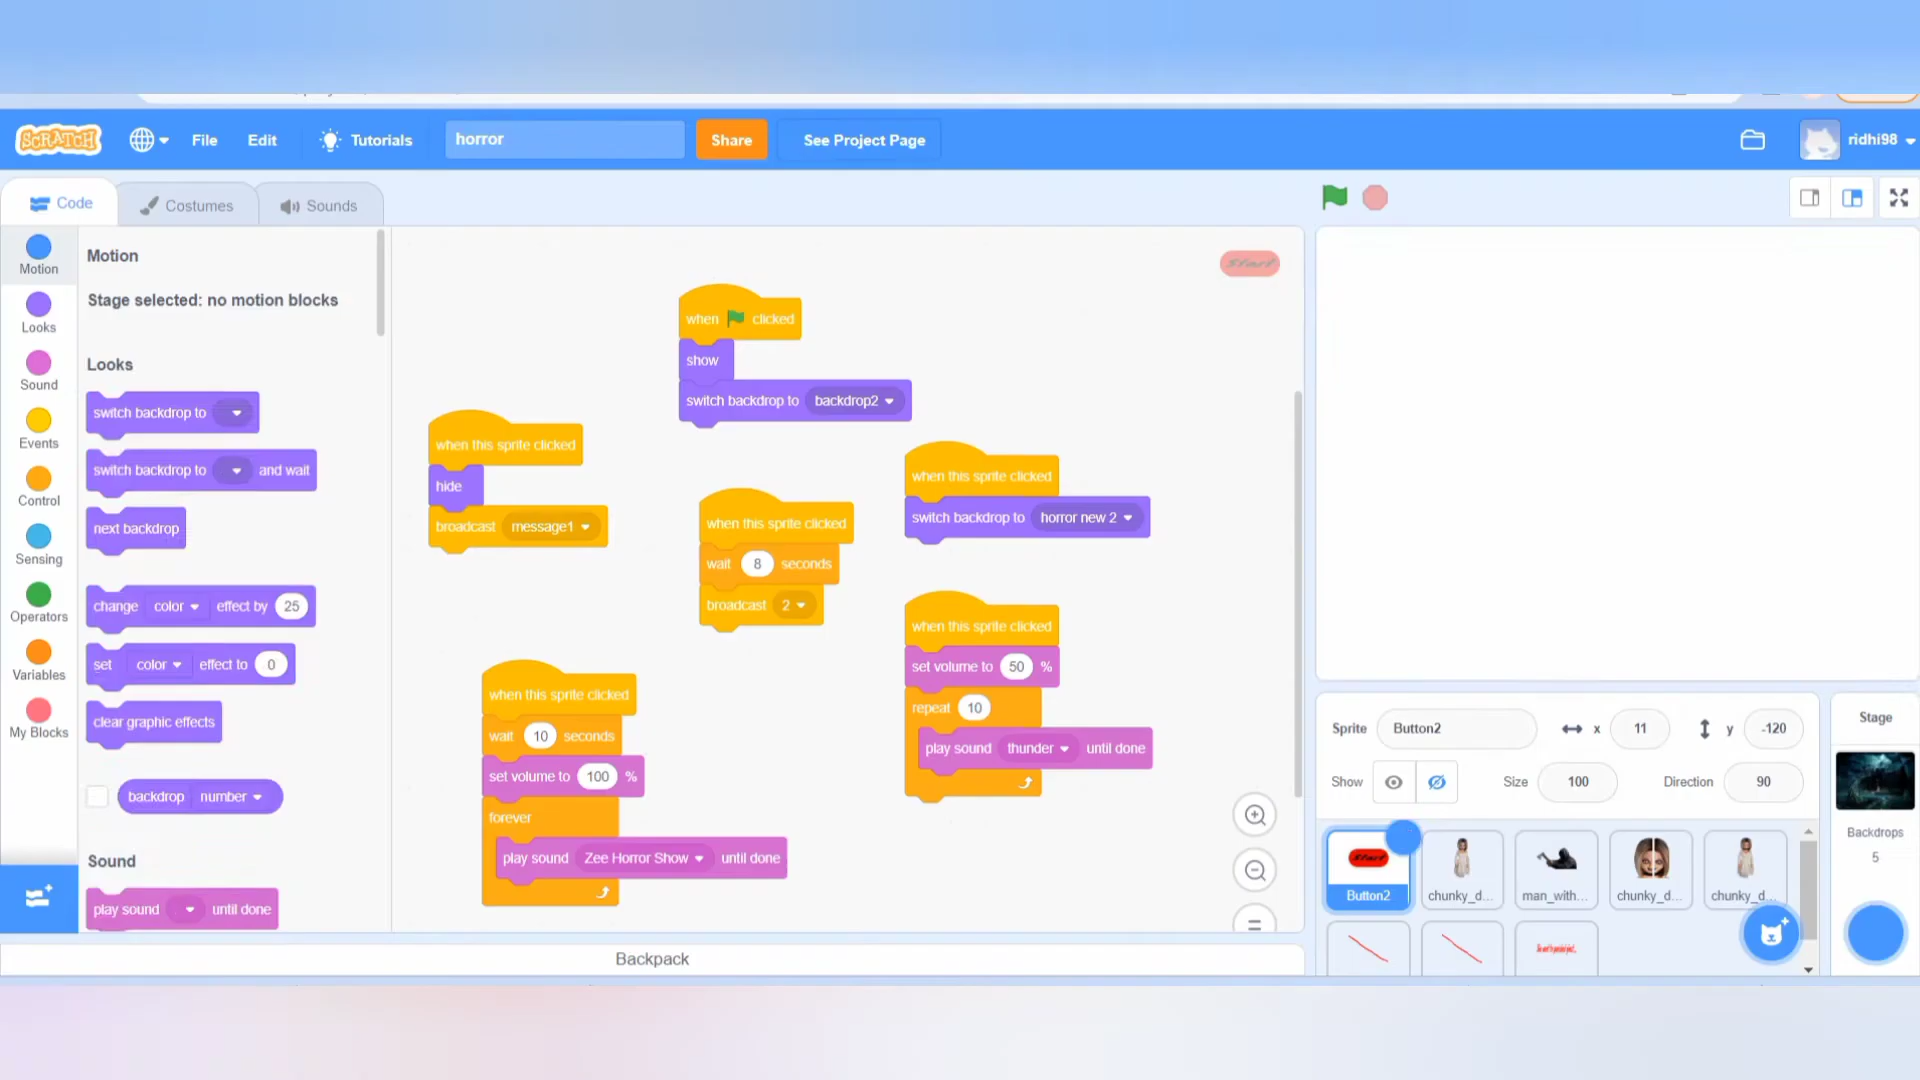 SCRATCH
File
Edit
Tutorials
horror
Share
See Project Page
ridhi98
Code
Costumes
Sounds
Motion
Looks
Sound
Events
Control
Sensing
Operators
Variables
My Blocks
Motion
Stage selected: no motion blocks
Looks
switch backdrop to
switch backdrop to and wait
next backdrop
change color effect by 25
set color effect to 0
clear graphic effects
backdrop number
Sound
play sound until done
Start
when clicked
show
switch backdrop to backdrop2
when this sprite clicked
hide
broadcast message1
when this sprite clicked
wait 8 seconds
broadcast 2
when this sprite clicked
switch backdrop to horror new 2
when this sprite clicked
set volume to 50 %
repeat 10
play sound thunder until done
when this sprite clicked
wait 10 seconds
set volume to 100 %
forever
play sound Zee Horror Show until done
Backpack
Sprite Button2 x 11 y -120
Show Size 100 Direction 90
Start
Button2
chunky_d...
man_with...
chunky_d...
chunky_d...
Stage
Backdrops
5